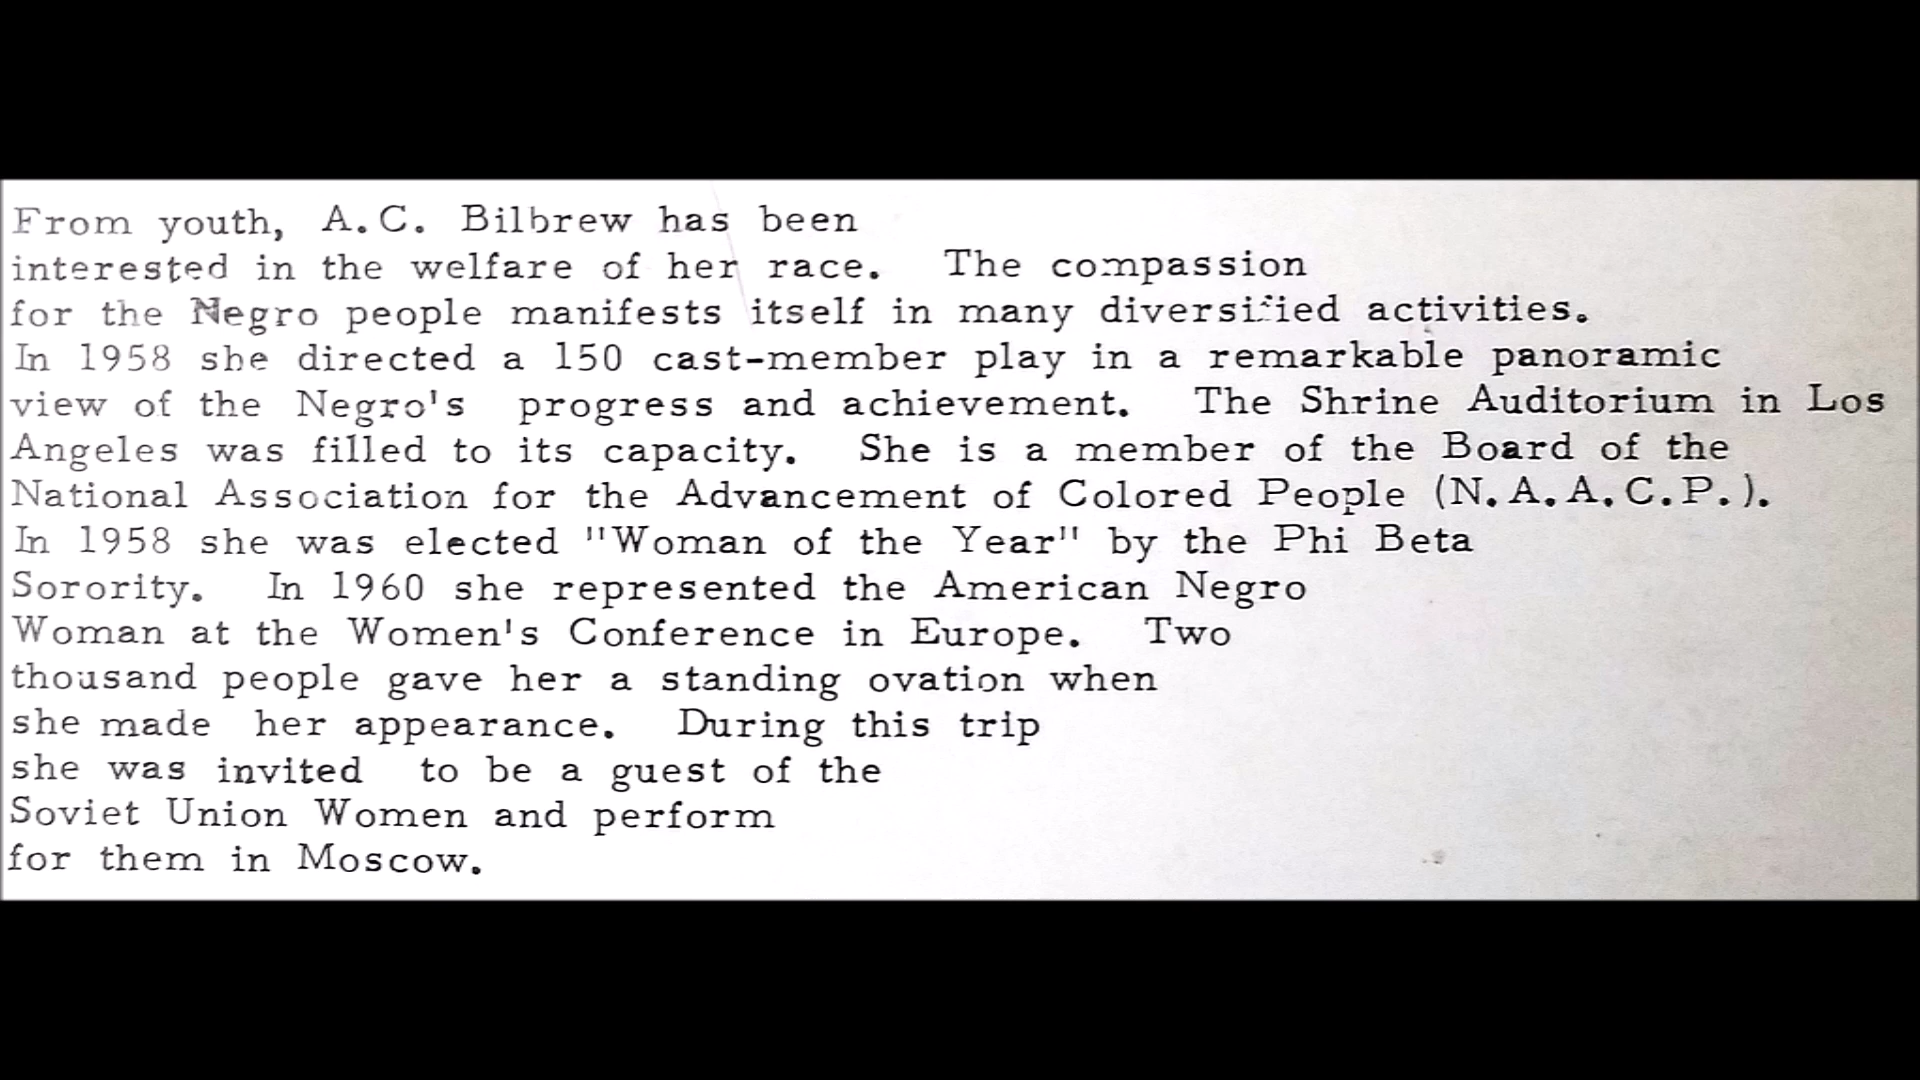 From youth, A.C. Bilbrew has been
interested in the welfare of her race. The compassion
for the Negro people manifests itself in many diversified activities.
In 1958 she directed a 150 cast-member play in a remarkable panoramic
view of the Negro's progress and achievement. The Shrine Auditorium in Los
Angeles was filled to its capacity. She is a member of the Board of the
National Association for the Advancement of Colored People (N.A.A.C.P.).
In 1958 she was elected "Woman of the Year" by the Phi Beta
Sorority. In 1960 she represented the American Negro
Woman at the Women's Conference in Europe. Two
thousand people gave her a standing ovation when
she made her appearance. During this trip
she was invited to be a guest of the
Soviet Union Women and perform
for them in Moscow.